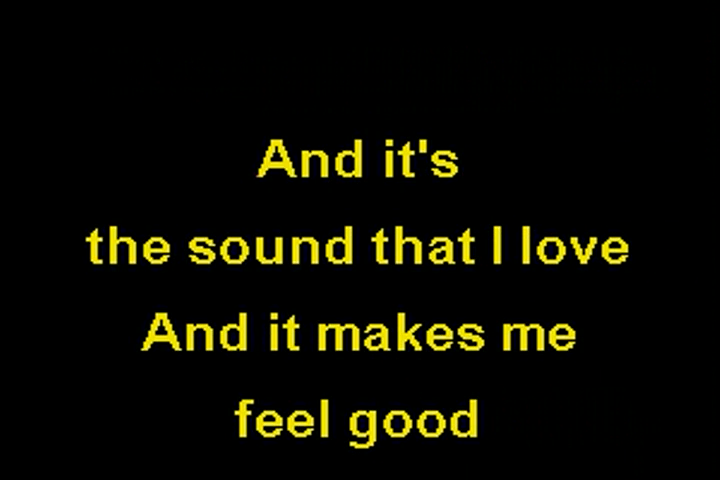 And it's
the sound that I love
And it makes me
feel good